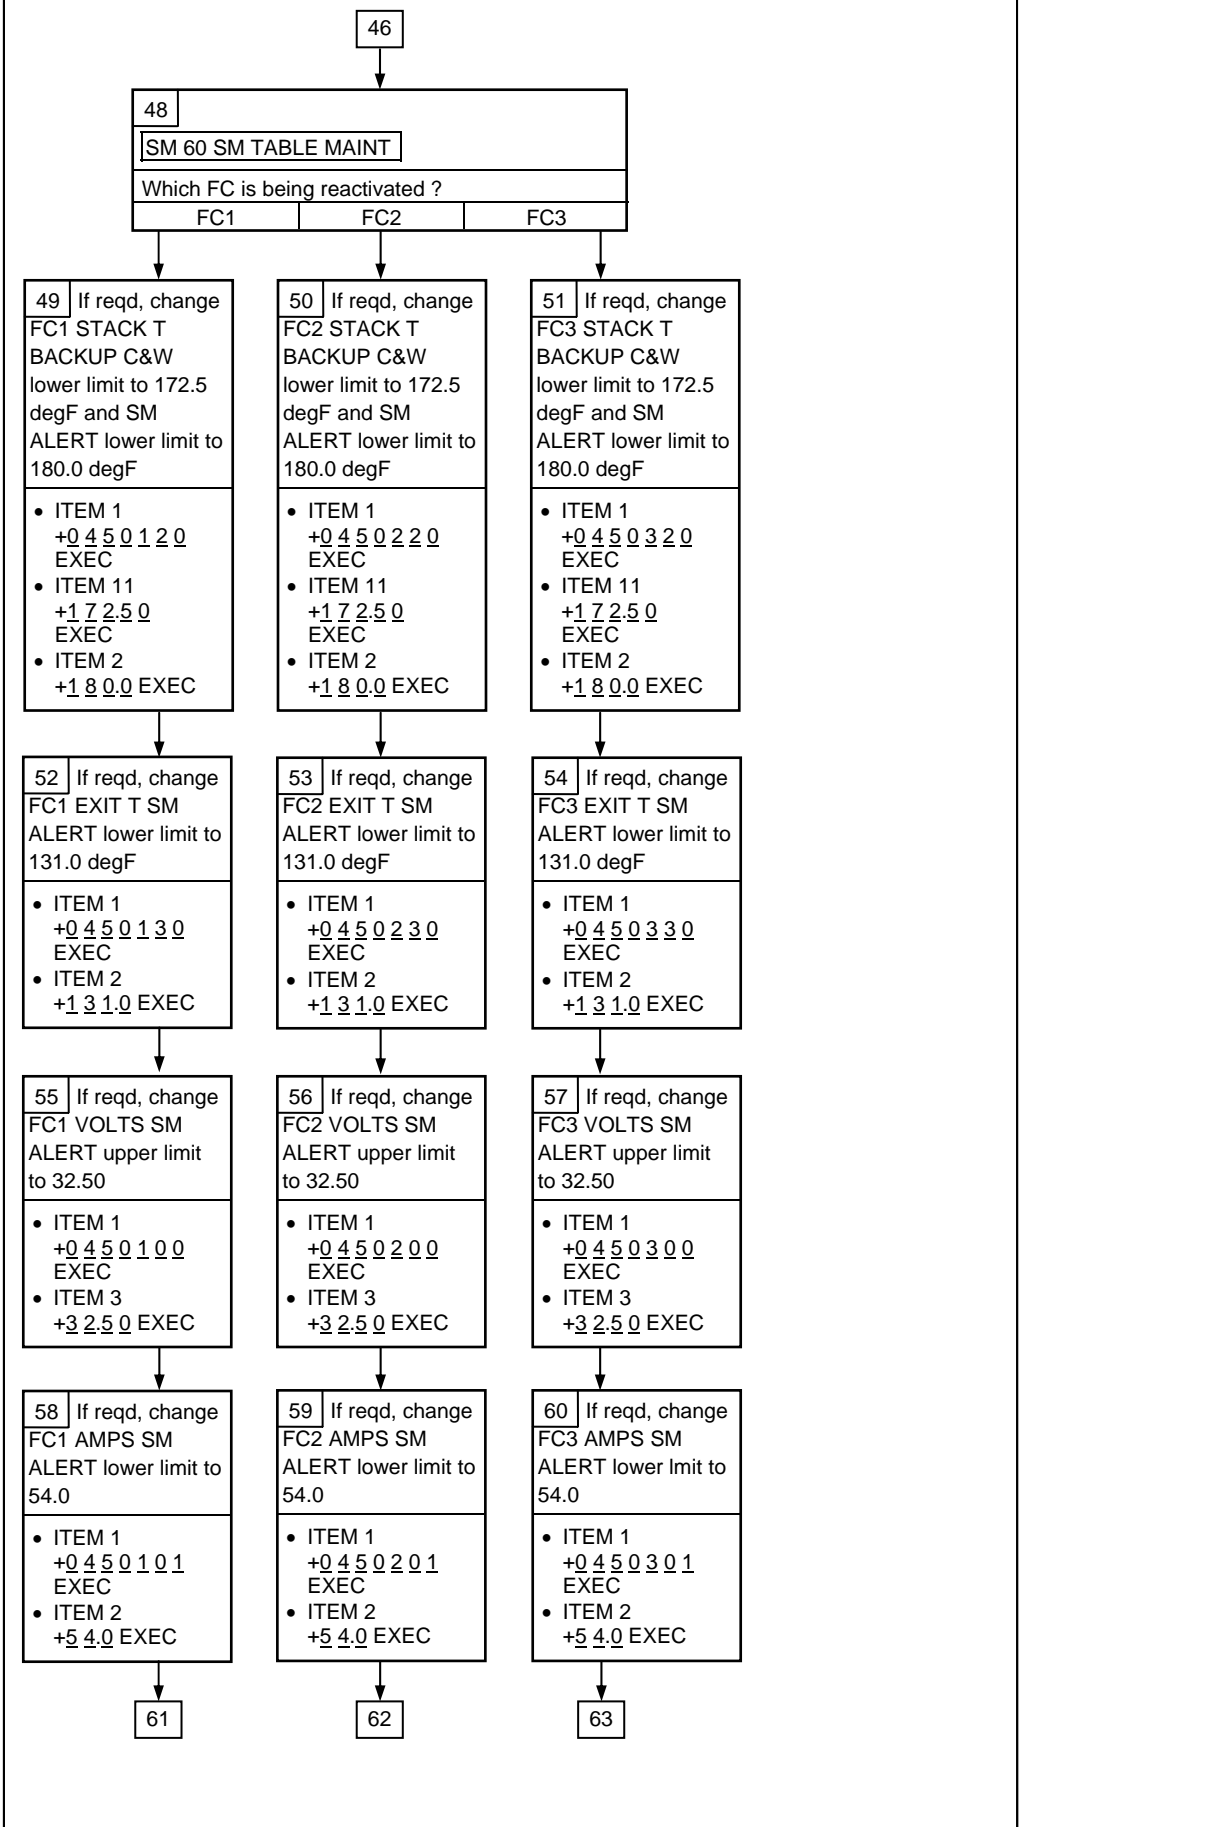 46
48
SM 60 SM TABLE MAINT
Which FC is being reactivated ?
FC1 FC2 FC3
49 If reqd, change
FC1 STACK T
BACKUP C&W
lower limit to 172.5
degF and SM
ALERT lower limit to
180.0 degF
• ITEM 1
+0 4 5 0 1 2 0
EXEC
• ITEM 11
+1 7 2.5 0
EXEC
• ITEM 2
+1 8 0.0 EXEC
50 If reqd, change
FC2 STACK T
BACKUP C&W
lower limit to 172.5
degF and SM
ALERT lower limit to
180.0 degF
• ITEM 1
+0 4 5 0 2 2 0
EXEC
• ITEM 11
+1 7 2.5 0
EXEC
• ITEM 2
+1 8 0.0 EXEC
51 If reqd, change
FC3 STACK T
BACKUP C&W
lower limit to 172.5
degF and SM
ALERT lower limit to
180.0 degF
• ITEM 1
+0 4 5 0 3 2 0
EXEC
• ITEM 11
+1 7 2.5 0
EXEC
• ITEM 2
+1 8 0.0 EXEC
52 If reqd, change
FC1 EXIT T SM
ALERT lower limit to
131.0 degF
• ITEM 1
+0 4 5 0 1 3 0
EXEC
• ITEM 2
+1 3 1.0 EXEC
53 If reqd, change
FC2 EXIT T SM
ALERT lower limit to
131.0 degF
• ITEM 1
+0 4 5 0 2 3 0
EXEC
• ITEM 2
+1 3 1.0 EXEC
54 If reqd, change
FC3 EXIT T SM
ALERT lower limit to
131.0 degF
• ITEM 1
+0 4 5 0 3 3 0
EXEC
• ITEM 2
+1 3 1.0 EXEC
55 If reqd, change
FC1 VOLTS SM
ALERT upper limit
to 32.50
• ITEM 1
+0 4 5 0 1 0 0
EXEC
• ITEM 3
+3 2.5 0 EXEC
56 If reqd, change
FC2 VOLTS SM
ALERT upper limit
to 32.50
• ITEM 1
+0 4 5 0 2 0 0
EXEC
• ITEM 3
+3 2.5 0 EXEC
57 If reqd, change
FC3 VOLTS SM
ALERT upper limit
to 32.50
• ITEM 1
+0 4 5 0 3 0 0
EXEC
• ITEM 3
+3 2.5 0 EXEC
58 If reqd, change
FC1 AMPS SM
ALERT lower limit to
54.0
• ITEM 1
+0 4 5 0 1 0 1
EXEC
• ITEM 2
+5 4.0 EXEC
59 If reqd, change
FC2 AMPS SM
ALERT lower limit to
54.0
• ITEM 1
+0 4 5 0 2 0 1
EXEC
• ITEM 2
+5 4.0 EXEC
60 If reqd, change
FC3 AMPS SM
ALERT lower lmit to
54.0
• ITEM 1
+0 4 5 0 3 0 1
EXEC
• ITEM 2
+5 4.0 EXEC
61
62
63